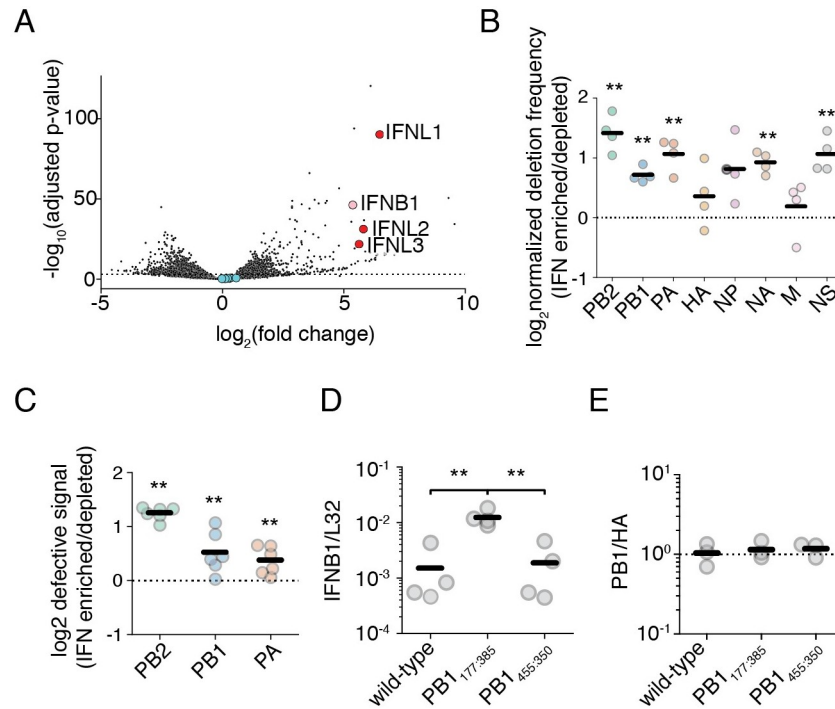 A
-log10(adjusted p-value)
100
50
0
-5
0
5
10
log2(fold change)
IFNL1
IFNB1
IFNL2
IFNL3
B
log2normalized deletion frequency
(IFN enriched/depleted)
2
1
0
-1
**
**
**
**
**
PB2
PB1
PA
HA
NP
NA
M
NS
C
log2 defective signal
(IFN enriched/depleted)
2
1
0
-1
**
**
**
PB2
PB1
PA
D
IFNB1/L32
10-1
10-2
10-3
10-4
**
**
wild-type
PB1 177:385
PB1 455:350
E
PB1/HA
101
100
10-1
wild-type
PB1 177:385
PB1 455:350